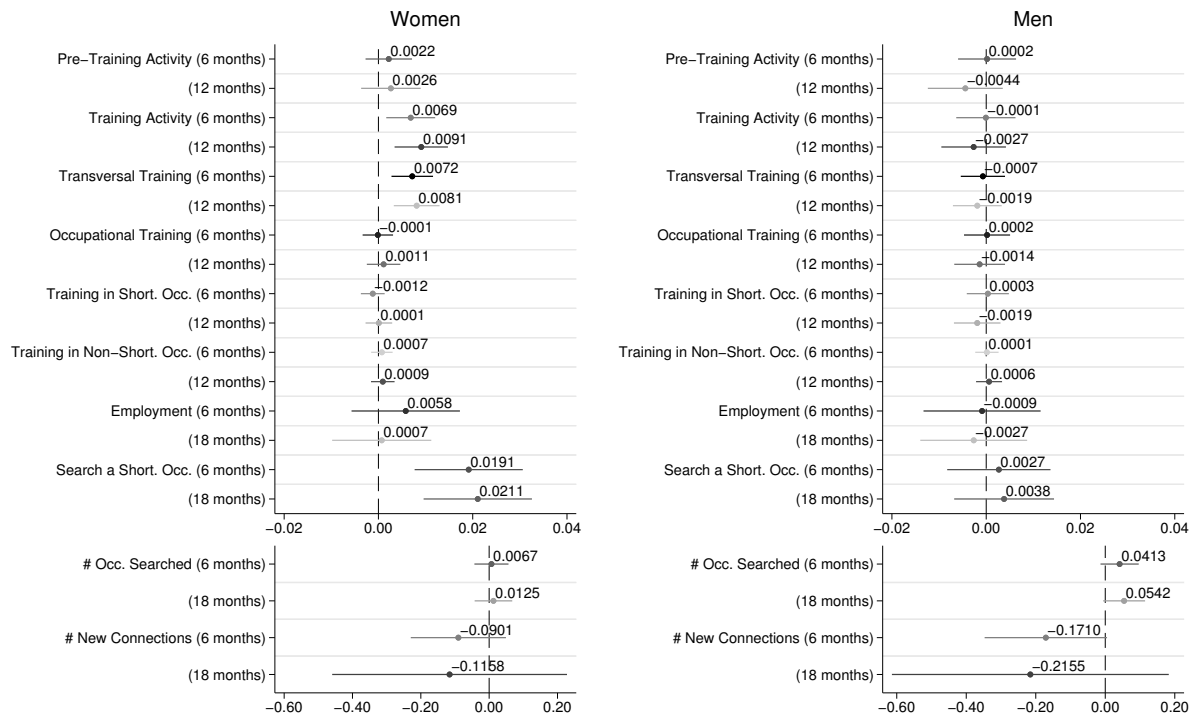 Women
Pre−Training Activity (6 months) 0.0022
(12 months) 0.0026
Training Activity (6 months) 0.0069
(12 months) 0.0091
Transversal Training (6 months) 0.0072
(12 months) 0.0081
Occupational Training (6 months) −0.0001
(12 months) 0.0011
Training in Short. Occ. (6 months) −0.0012
(12 months) 0.0001
Training in Non−Short. Occ. (6 months) 0.0007
(12 months) 0.0009
Employment (6 months) 0.0058
(18 months) 0.0007
Search a Short. Occ. (6 months) 0.0191
(18 months) 0.0211
−0.02 0.00 0.02 0.04
# Occ. Searched (6 months) 0.0067
(18 months) 0.0125
# New Connections (6 months) −0.0901
(18 months) −0.1158
−0.60 −0.40 −0.20 0.00 0.20
Men
Pre−Training Activity (6 months) 0.0002
(12 months) −0.0044
Training Activity (6 months) −0.0001
(12 months) −0.0027
Transversal Training (6 months) −0.0007
(12 months) −0.0019
Occupational Training (6 months) 0.0002
(12 months) −0.0014
Training in Short. Occ. (6 months) 0.0003
(12 months) −0.0019
Training in Non−Short. Occ. (6 months) 0.0001
(12 months) 0.0006
Employment (6 months) −0.0009
(18 months) −0.0027
Search a Short. Occ. (6 months) 0.0027
(18 months) 0.0038
−0.02 0.00 0.02 0.04
# Occ. Searched (6 months) 0.0413
(18 months) 0.0542
# New Connections (6 months) −0.1710
(18 months) −0.2155
−0.60 −0.40 −0.20 0.00 0.20